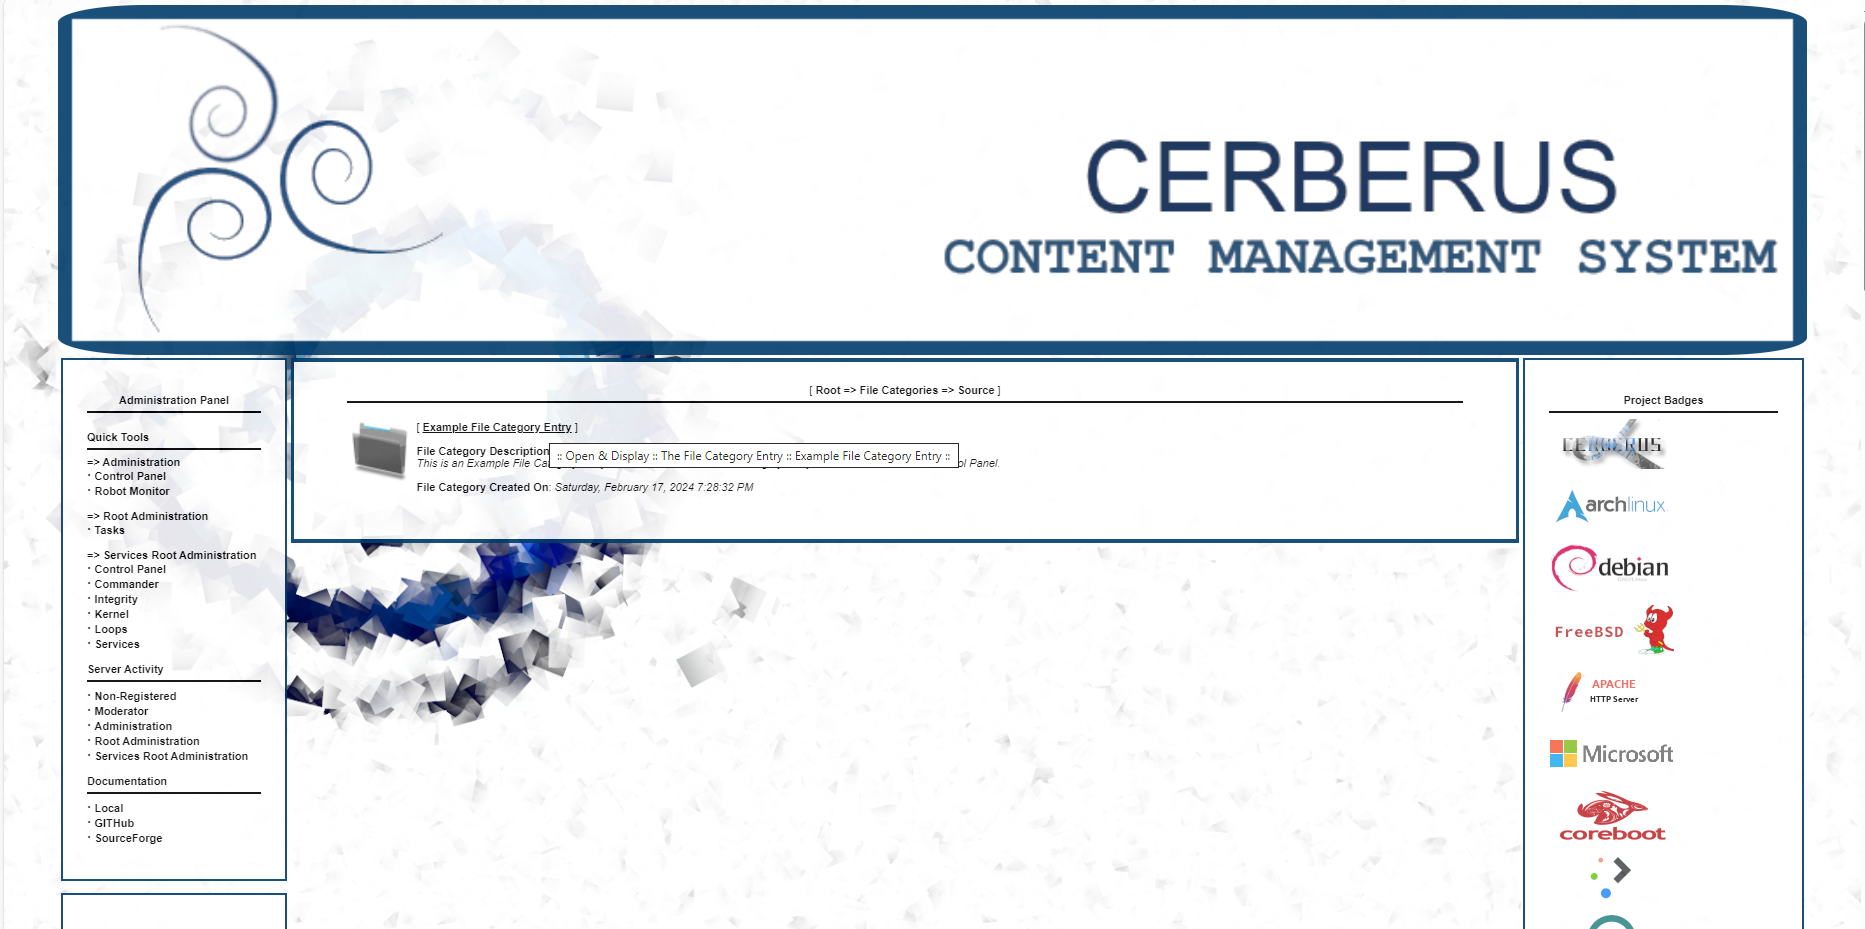 CERBERUS
CONTENT MANAGEMENT SYSTEM
Administration Panel
Quick Tools
=> Administration
· Control Panel
· Robot Monitor
=> Root Administration
· Tasks
=> Services Root Administration
· Control Panel
· Commander
· Integrity
· Kernel
· Loops
· Services
Server Activity
· Non-Registered
· Moderator
· Administration
· Root Administration
· Services Root Administration
Documentation
· Local
· GITHub
· SourceForge
[ Root => File Categories => Source ]
[ Example File Category Entry ]
File Category Description
:: Open & Display :: The File Category Entry :: Example File Category Entry ::
This is an Example File
Panel.
File Category Created On: Saturday, February 17, 2024 7:28:32 PM
Project Badges
CERBERUS
archlinux
debian
FreeBSD
APACHE
HTTP Server
Microsoft
coreboot